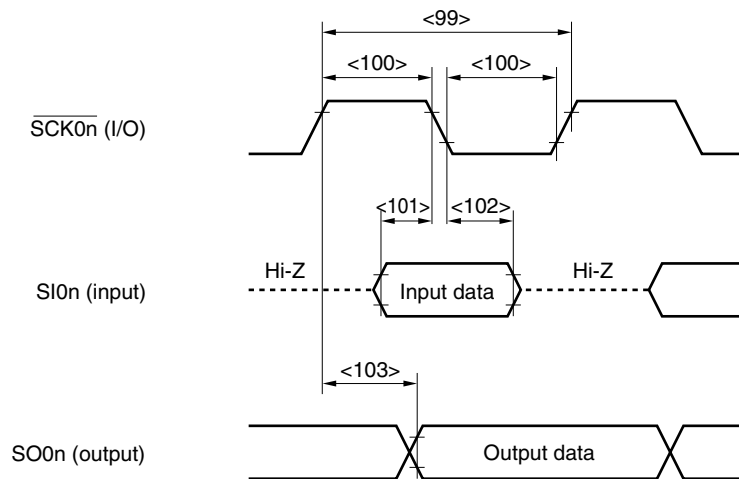 <99>
<100> <100>
SCK0n (I/O)
<101> <102>
Hi-Z Hi-Z
SI0n (input) Input data
<103>
SO0n (output) Output data